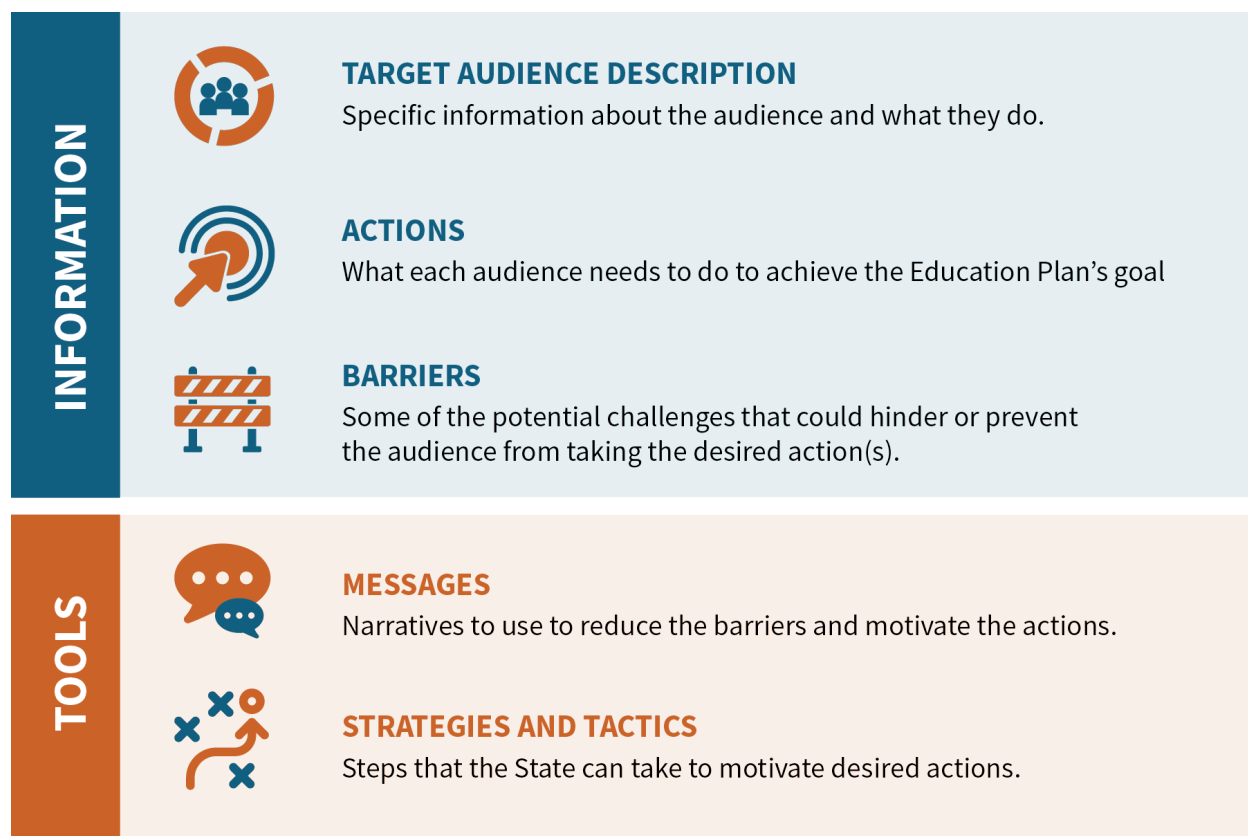 INFORMATION
TARGET AUDIENCE DESCRIPTION
Specific information about the audience and what they do.
ACTIONS
What each audience needs to do to achieve the Education Plan’s goal
BARRIERS
Some of the potential challenges that could hinder or prevent
the audience from taking the desired action(s).
TOOLS
MESSAGES
Narratives to use to reduce the barriers and motivate the actions.
STRATEGIES AND TACTICS
Steps that the State can take to motivate desired actions.